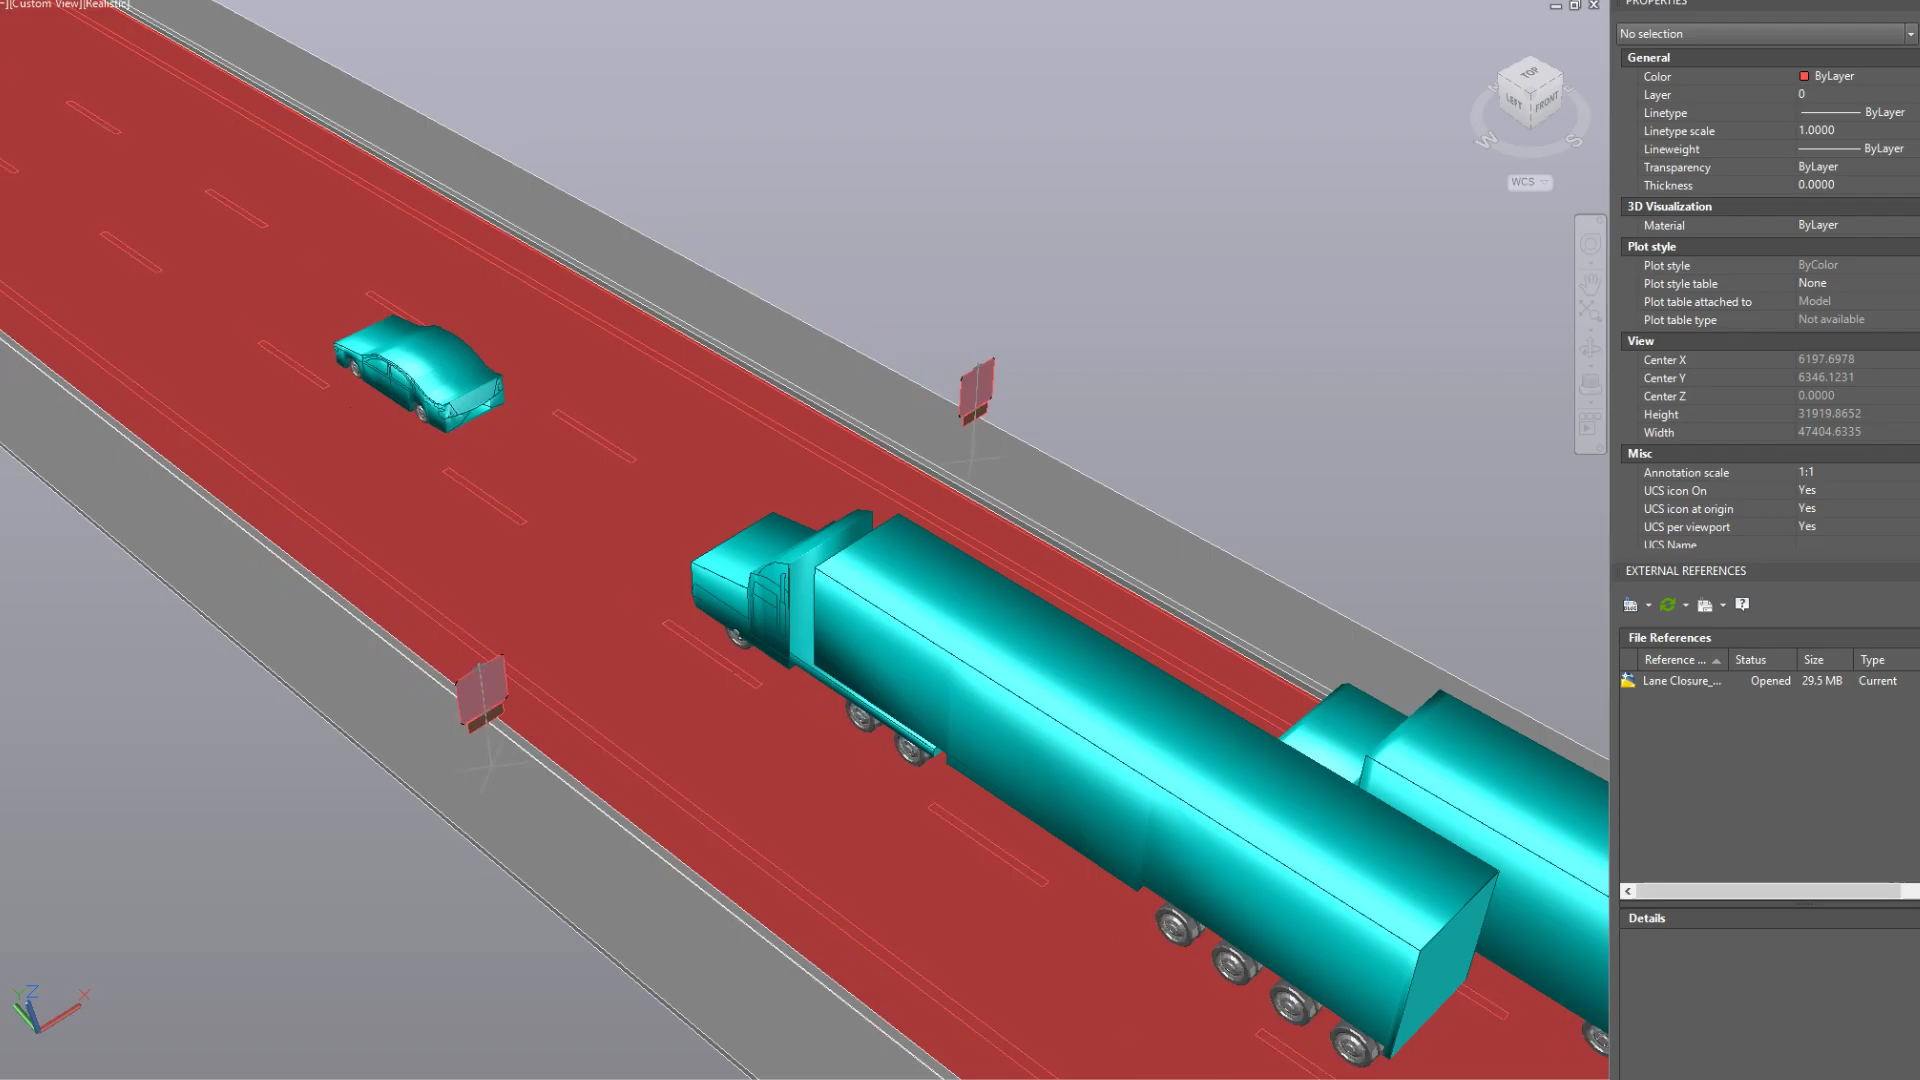 –][Custom View][Realistic]
TOP
LEFT
FRONT
W
S
WCS
Y
Z
X
PROPERTIES
No selection
General
Color ByLayer
Layer 0
Linetype ByLayer
Linetype scale 1.0000
Lineweight ByLayer
Transparency ByLayer
Thickness 0.0000
3D Visualization
Material ByLayer
Plot style
Plot style ByColor
Plot style table None
Plot table attached to Model
Plot table type Not available
View
Center X 6197.6978
Center Y 6346.1231
Center Z 0.0000
Height 31919.8652
Width 47404.6335
Misc
Annotation scale 1:1
UCS icon On Yes
UCS icon at origin Yes
UCS per viewport Yes
UCS Name
EXTERNAL REFERENCES
File References
Reference ... Status Size Type
Lane Closure_... Opened 29.5 MB Current
Details